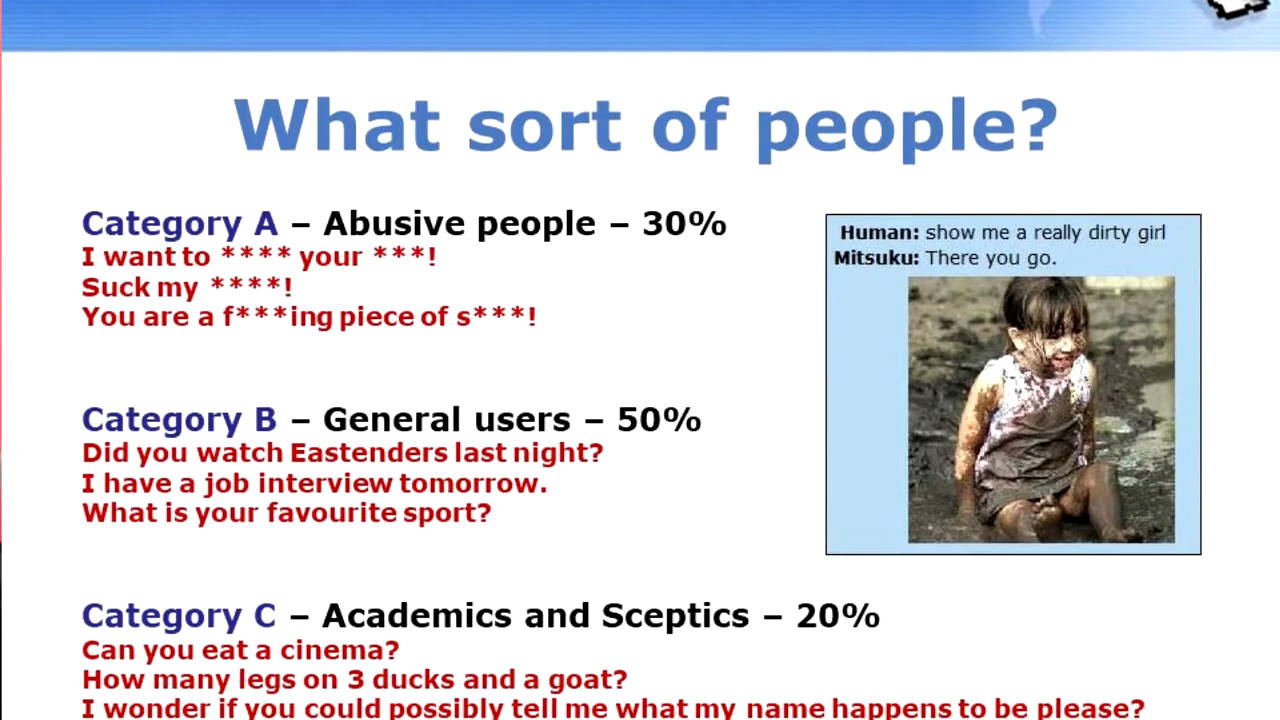 What sort of people?
Category A – Abusive people – 30%
I want to **** your ***!
Suck my ****!
You are a f***ing piece of s***!
Human: show me a really dirty girl
Mitsuku: There you go.
Category B – General users – 50%
Did you watch Eastenders last night?
I have a job interview tomorrow.
What is your favourite sport?
Category C – Academics and Sceptics – 20%
Can you eat a cinema?
How many legs on 3 ducks and a goat?
I wonder if you could possibly tell me what my name happens to be please?